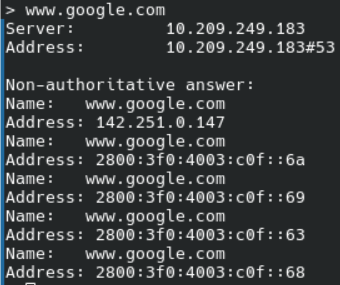 > www.google.com
Server:         10.209.249.183
Address:        10.209.249.183#53

Non-authoritative answer:
Name:   www.google.com
Address: 142.251.0.147
Name:   www.google.com
Address: 2800:3f0:4003:c0f::6a
Name:   www.google.com
Address: 2800:3f0:4003:c0f::69
Name:   www.google.com
Address: 2800:3f0:4003:c0f::63
Name:   www.google.com
Address: 2800:3f0:4003:c0f::68